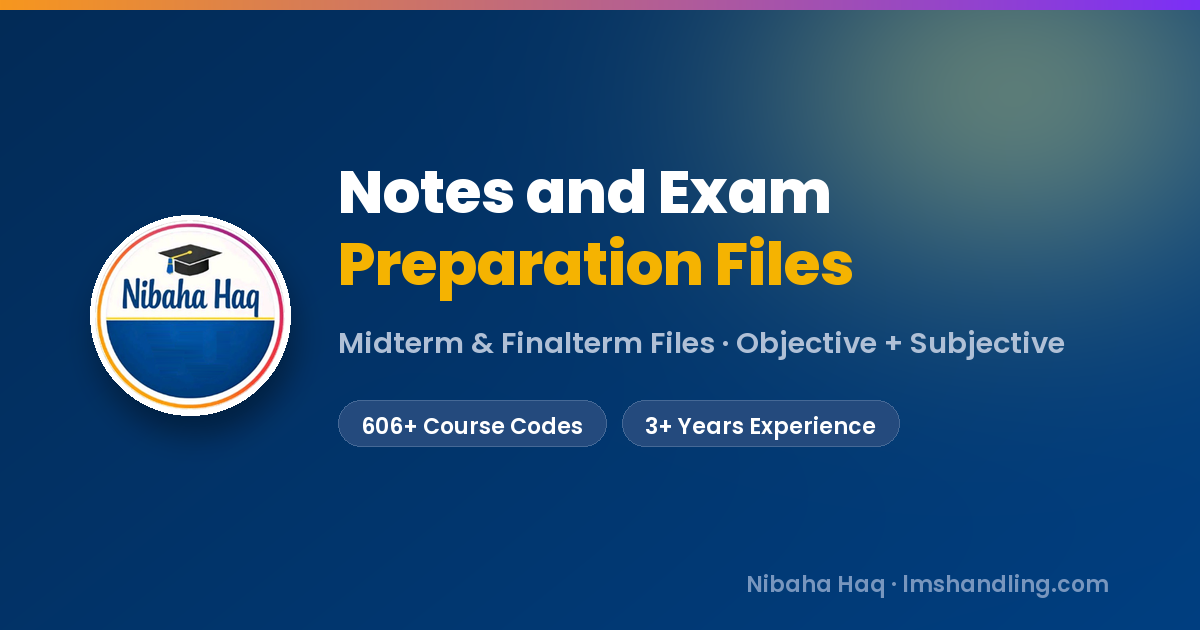 Notes and Exam
Preparation Files
Nibaha Haq
Midterm & Finalterm Files · Objective + Subjective
606+ Course Codes
3+ Years Experience
Nibaha Haq · lmshandling.com